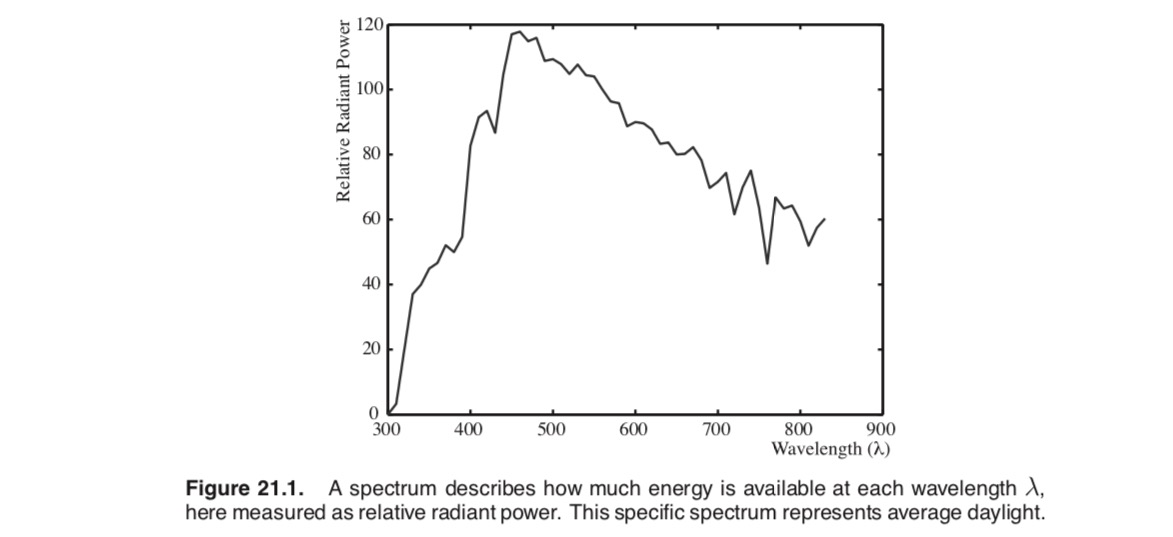 Relative Radiant Power
120
100
80
60
40
20
0
300 400 500 600 700 800 900
Wavelength (λ)
Figure 21.1. A spectrum describes how much energy is available at each wavelength λ,
here measured as relative radiant power. This specific spectrum represents average daylight.